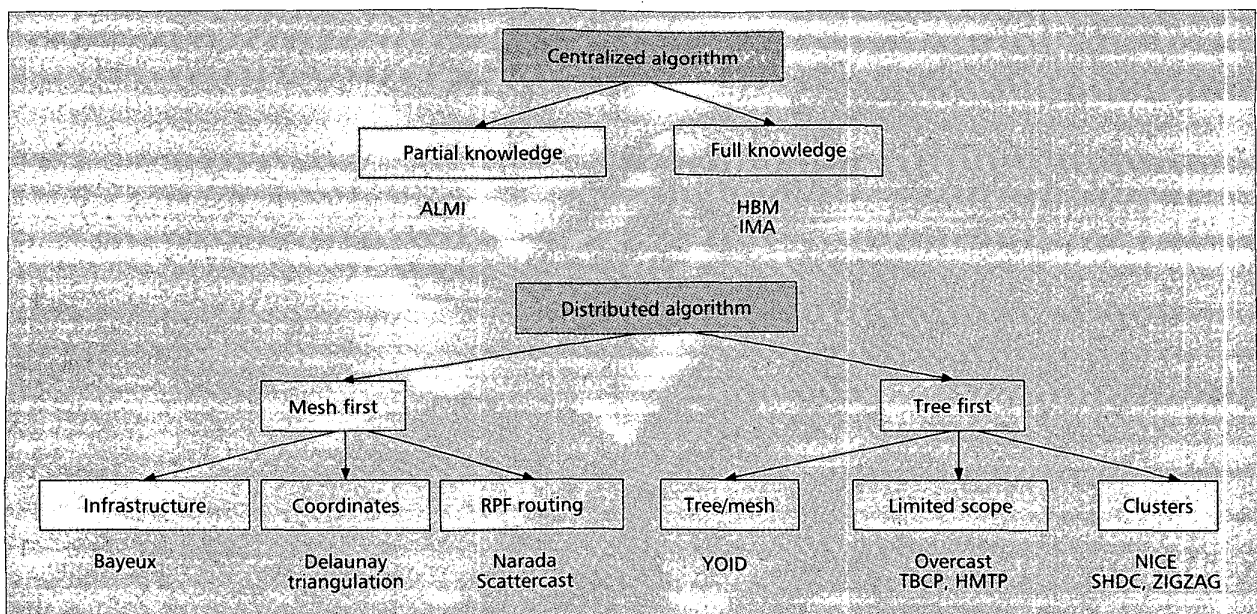 Centralized algorithm
Partial knowledge
Full knowledge
ALMI
HBM
IMA
Distributed algorithm
Mesh first
Tree first
Infrastructure
Coordinates
RPF routing
Tree/mesh
Limited scope
Clusters
Bayeux
Delaunay
triangulation
Narada
Scattercast
YOID
Overcast
TBCP, HMTP
NICE
SHDC, ZIGZAG